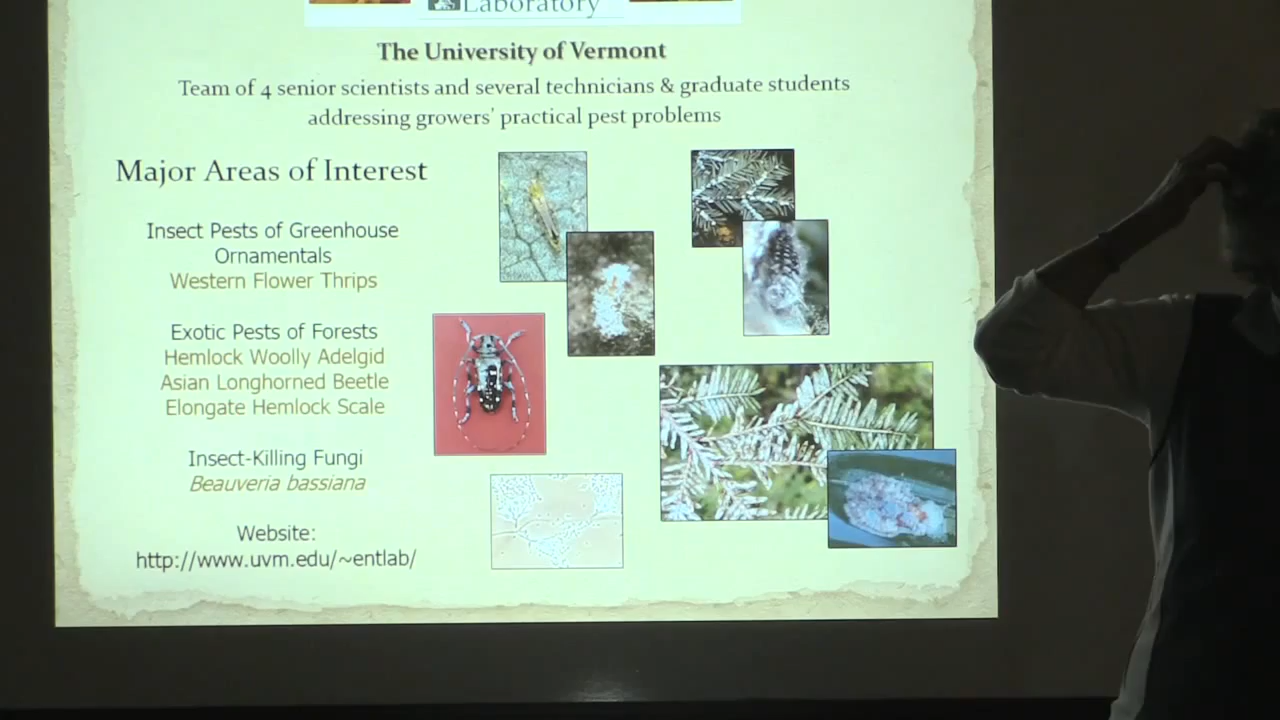 Laboratory
The University of Vermont
Team of 4 senior scientists and several technicians & graduate students
addressing growers' practical pest problems
Major Areas of Interest
Insect Pests of Greenhouse
Ornamentals
Western Flower Thrips
Exotic Pests of Forests
Hemlock Woolly Adelgid
Asian Longhorned Beetle
Elongate Hemlock Scale
Insect-Killing Fungi
Beauveria bassiana
Website:
http://www.uvm.edu/~entlab/